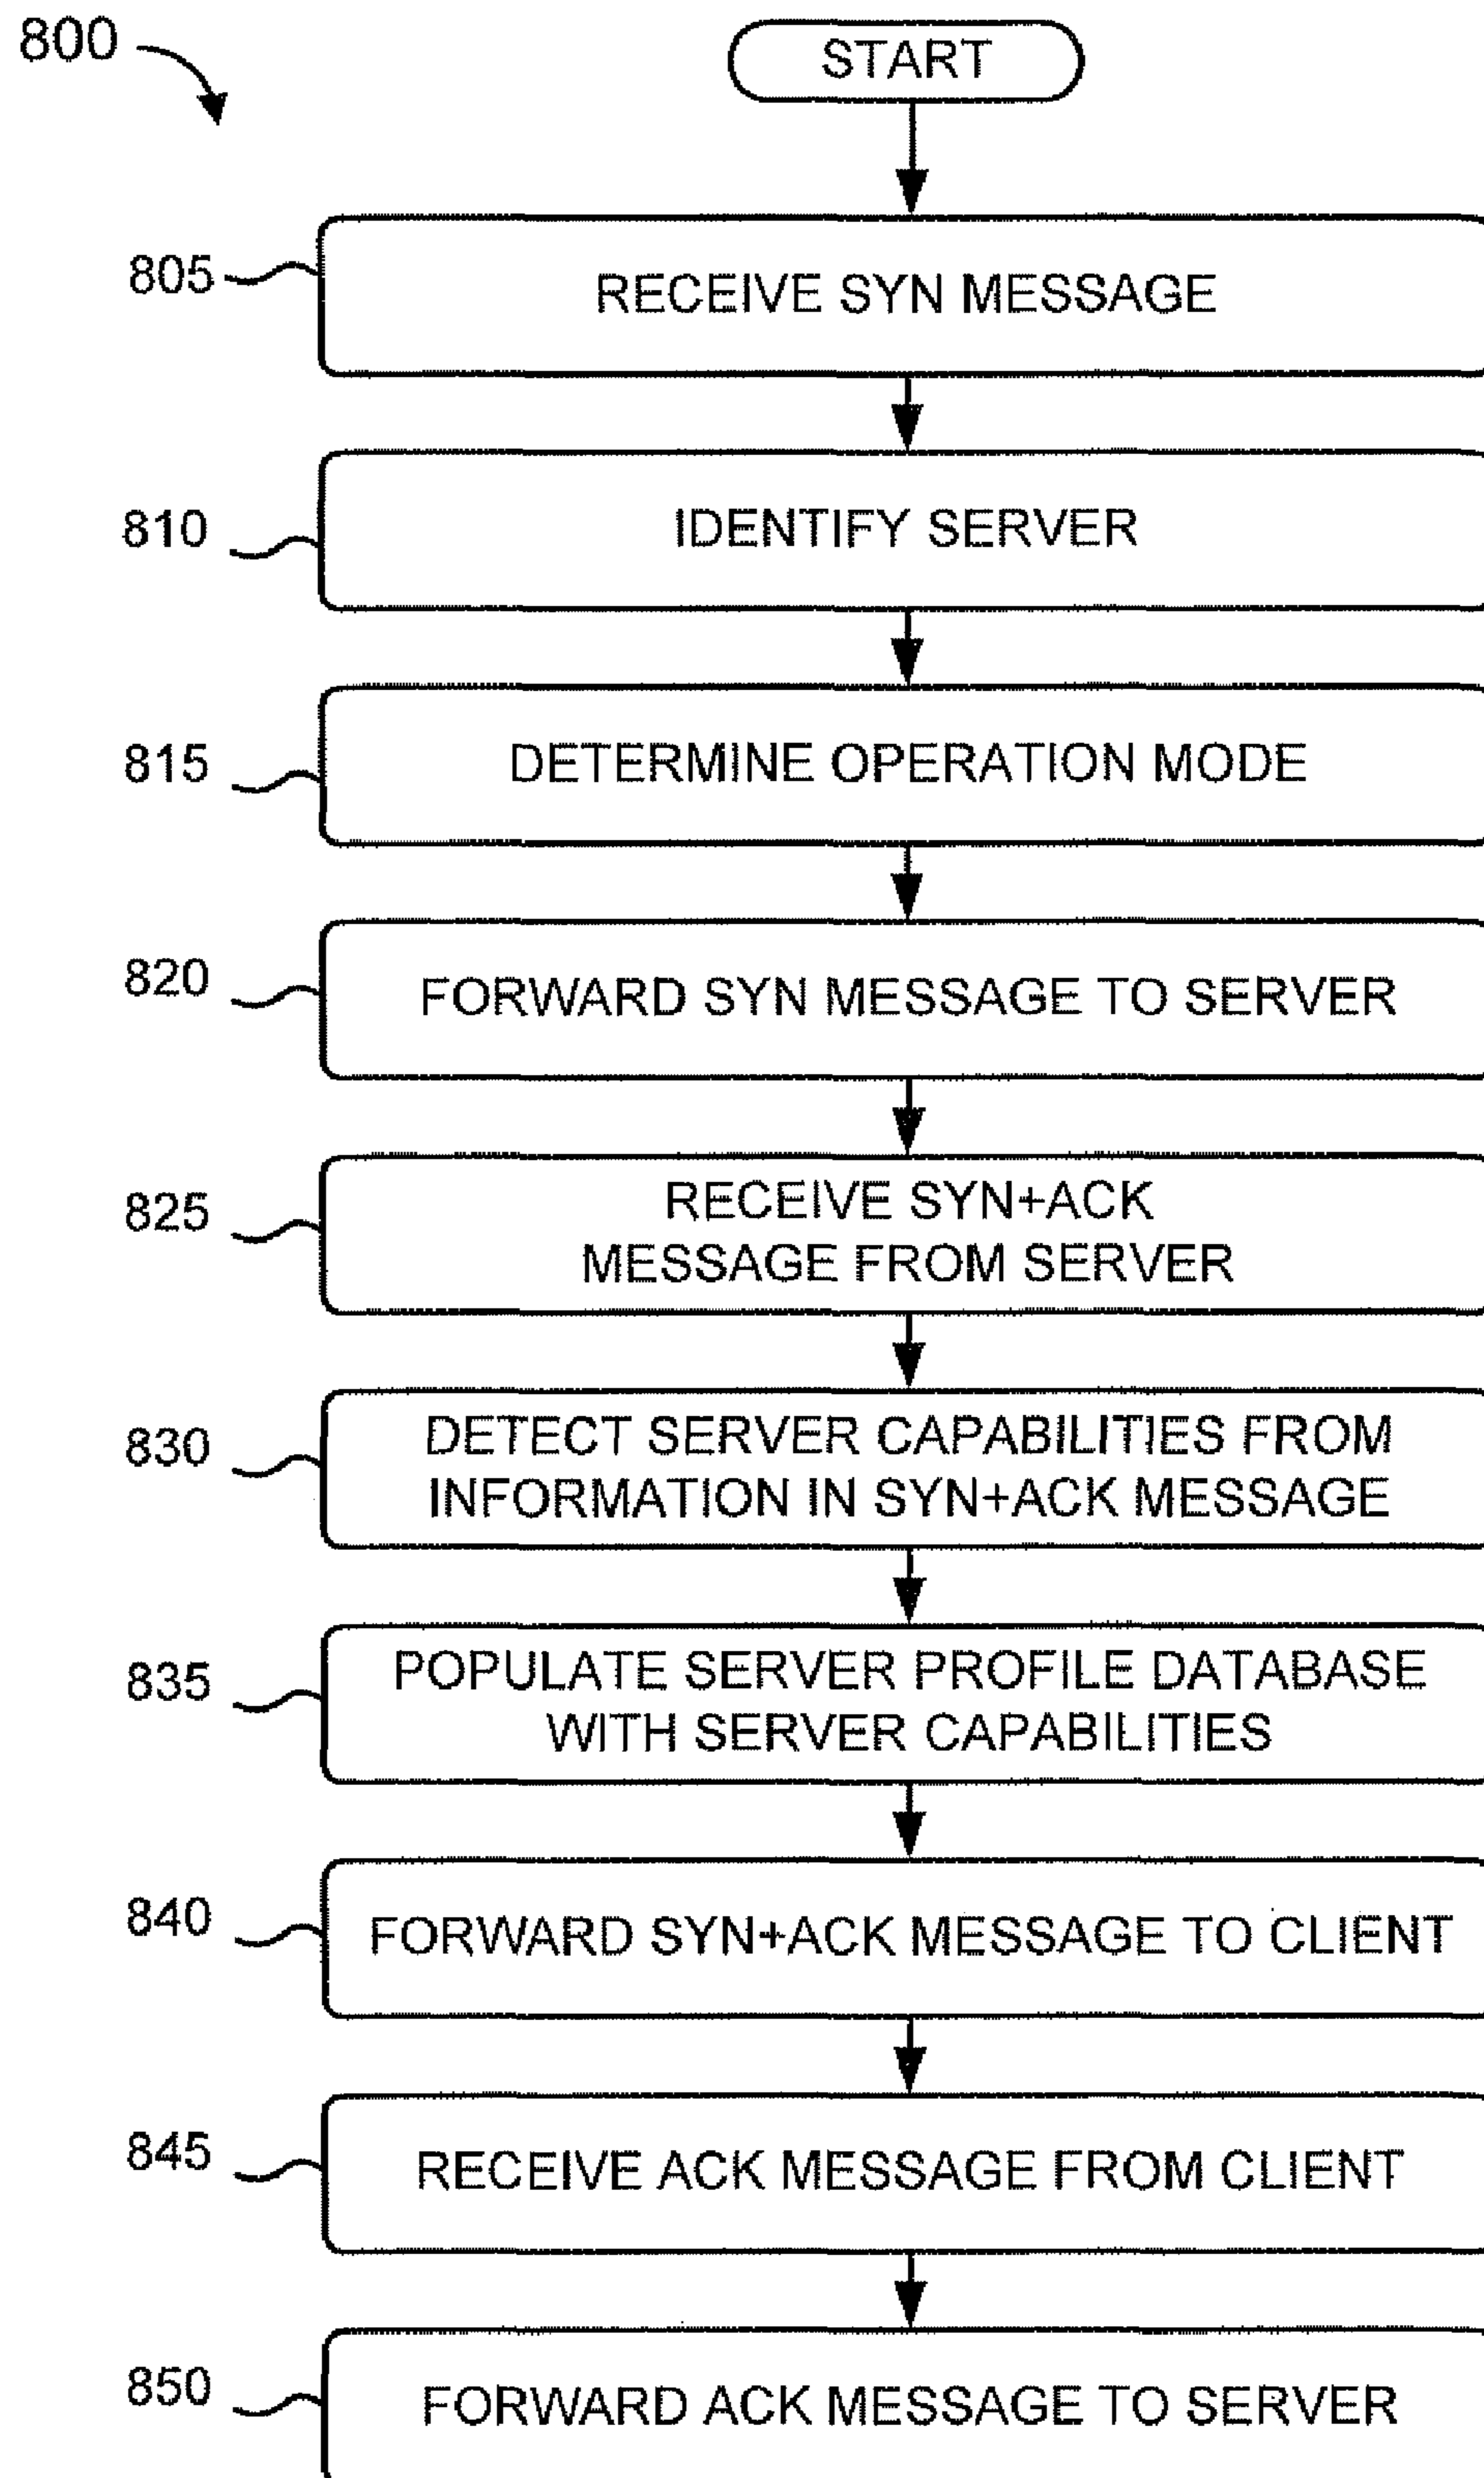 800
START
805
RECEIVE SYN MESSAGE
810
IDENTIFY SERVER
815
DETERMINE OPERATION MODE
820
FORWARD SYN MESSAGE TO SERVER
825
RECEIVE SYN+ACK
MESSAGE FROM SERVER
830
DETECT SERVER CAPABILITIES FROM
INFORMATION IN SYN+ACK MESSAGE
835
POPULATE SERVER PROFILE DATABASE
WITH SERVER CAPABILITIES
840
FORWARD SYN+ACK MESSAGE TO CLIENT
845
RECEIVE ACK MESSAGE FROM CLIENT
850
FORWARD ACK MESSAGE TO SERVER